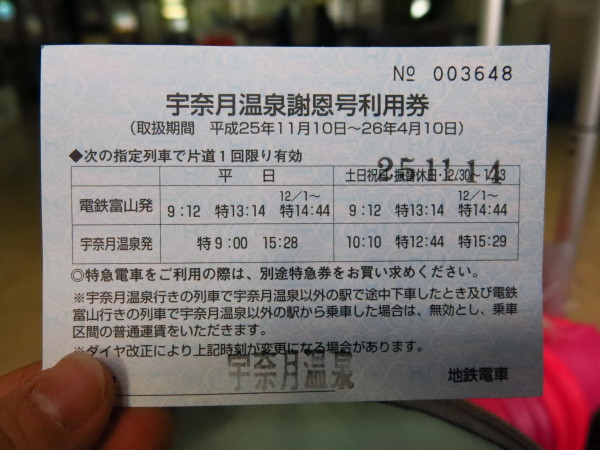 № 003648
宇奈月温泉謝恩号利用券
(取扱期間 平成25年11月10日〜26年4月10日)
◆次の指定列車で片道1回限り有効
25.11.14
平日 土日祝日・振替休日・12/30〜1/3
12/1〜 12/1〜
電鉄富山発 9:12 特13:14 特14:44 9:12 特13:14 特14:44
宇奈月温泉発 特9:00 15:28 10:10 特12:44 特15:29
◎特急電車をご利用の際は、別途特急券をお買い求めください。
※宇奈月温泉行きの列車で宇奈月温泉以外の駅で途中下車したとき及び電鉄
富山行きの列車で宇奈月温泉以外の駅から乗車した場合は、無効とし、乗車
区間の普通運賃をいただきます。
※ダイヤ改正により上記時刻が変更になる場合があります。
宇奈月温泉
地鉄電車